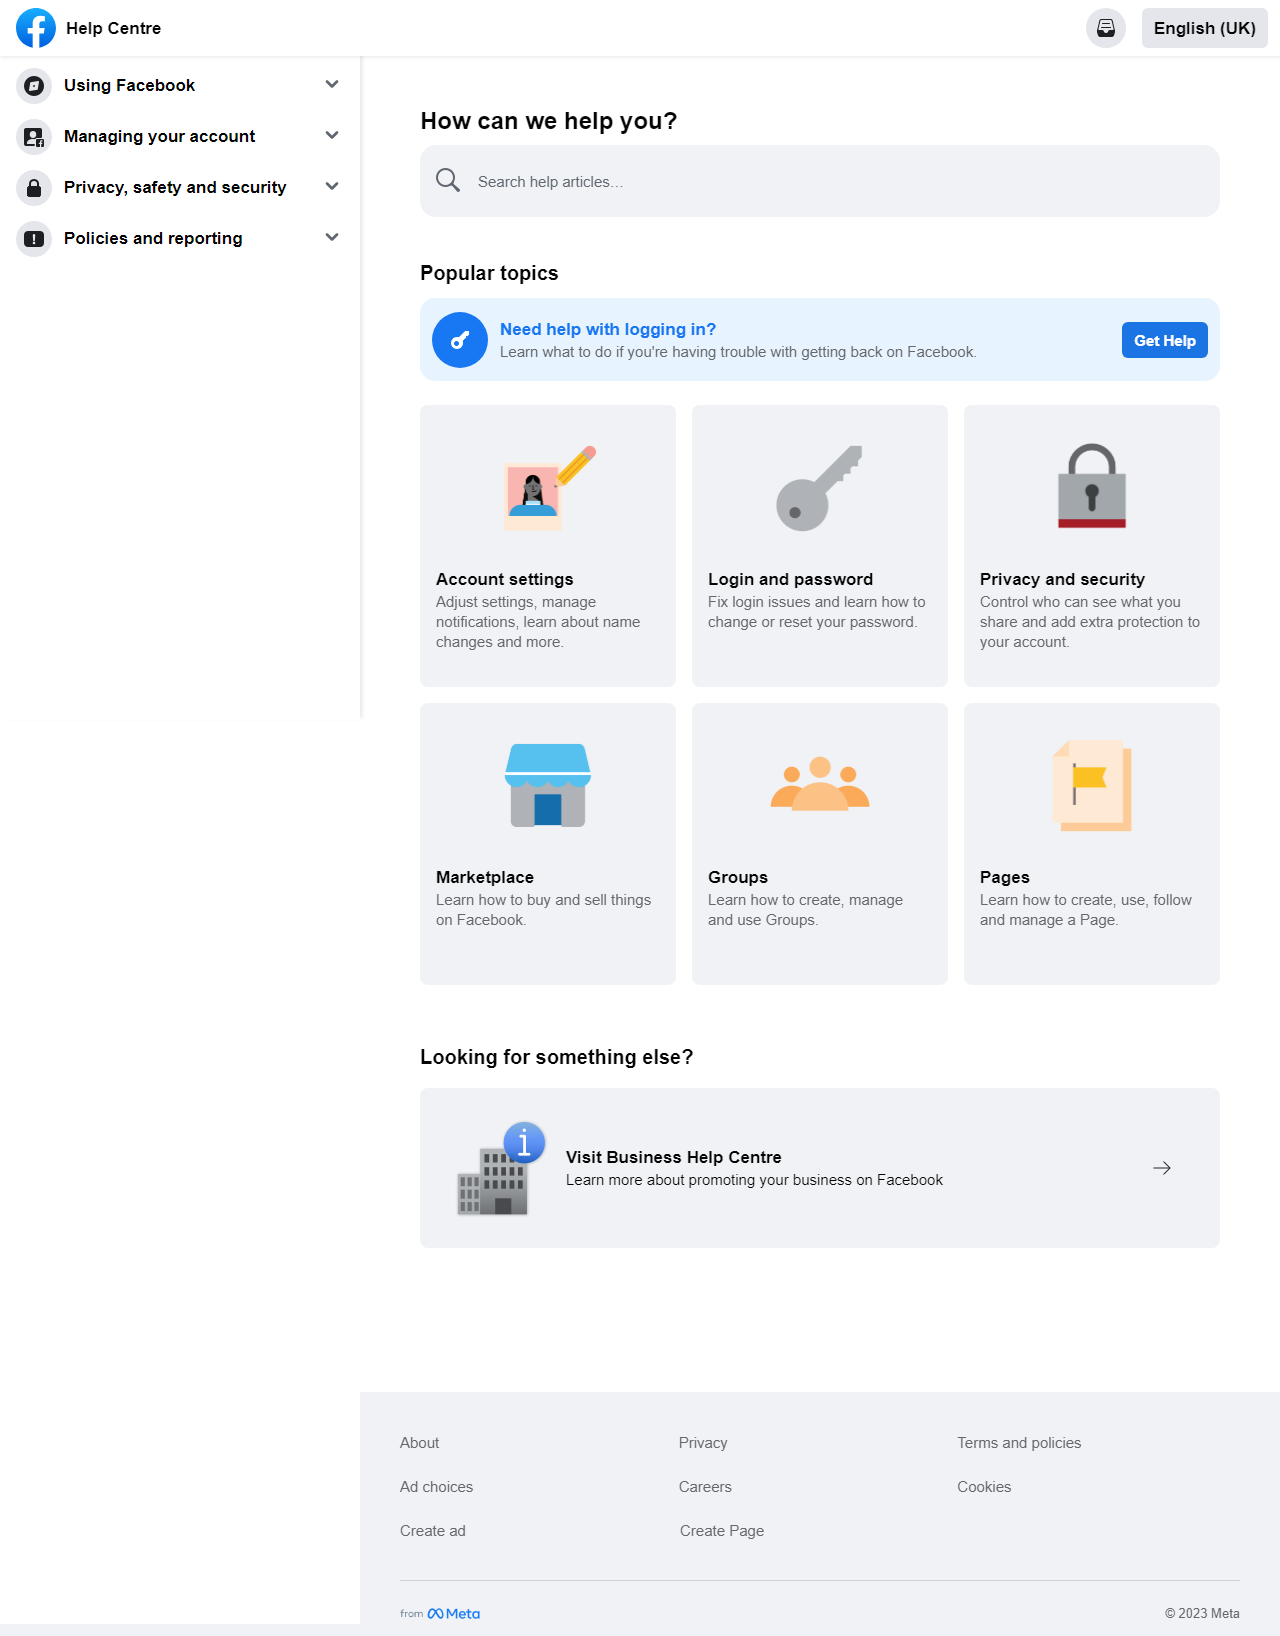 Help Centre
English (UK)
Using Facebook
Managing your account
Privacy, safety and security
Policies and reporting
How can we help you?
Search help articles...
Popular topics
Need help with logging in?
Learn what to do if you're having trouble with getting back on Facebook.
Get Help
Account settings
Adjust settings, manage
notifications, learn about name
changes and more.
Login and password
Fix login issues and learn how to
change or reset your password.
Privacy and security
Control who can see what you
share and add extra protection to
your account.
Marketplace
Learn how to buy and sell things
on Facebook.
Groups
Learn how to create, manage
and use Groups.
Pages
Learn how to create, use, follow
and manage a Page.
Looking for something else?
Visit Business Help Centre
Learn more about promoting your business on Facebook
About
Privacy
Terms and policies
Ad choices
Careers
Cookies
Create ad
Create Page
from Meta
© 2023 Meta